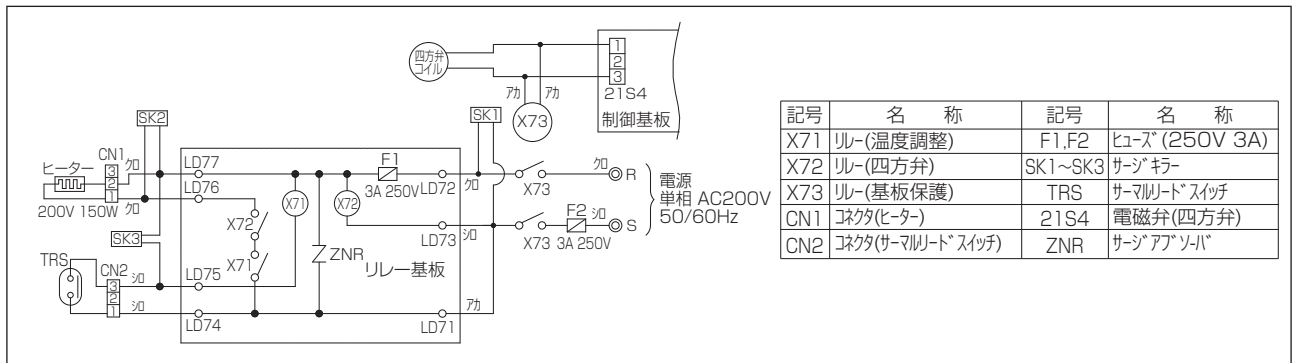 四方弁
コイル
1
2
3
21S4
制御基板
アカ
アカ
X73
SK1
SK2
ヒーター
CN1
3
2
1
クロ
クロ
200V 150W
SK3
TRS
CN2
3
2
1
シロ
シロ
LD77
LD76
X72
X71
LD75
LD74
X71
X72
ZNR
リレー基板
F1
3A 250V
LD72
クロ
LD73
シロ
LD71
アカ
X73
クロ
R
X73
F2
シロ
3A 250V
S
電源
単相 AC200V
50/60Hz
記号 名 称 記号 名 称
X71 リレー(温度調整) F1,F2 ヒューズ(250V 3A)
X72 リレー(四方弁) SK1~SK3 サージキラー
X73 リレー(基板保護) TRS サーマルリードスイッチ
CN1 コネクタ(ヒーター) 21S4 電磁弁(四方弁)
CN2 コネクタ(サーマルリードスイッチ) ZNR サージアブソーバ